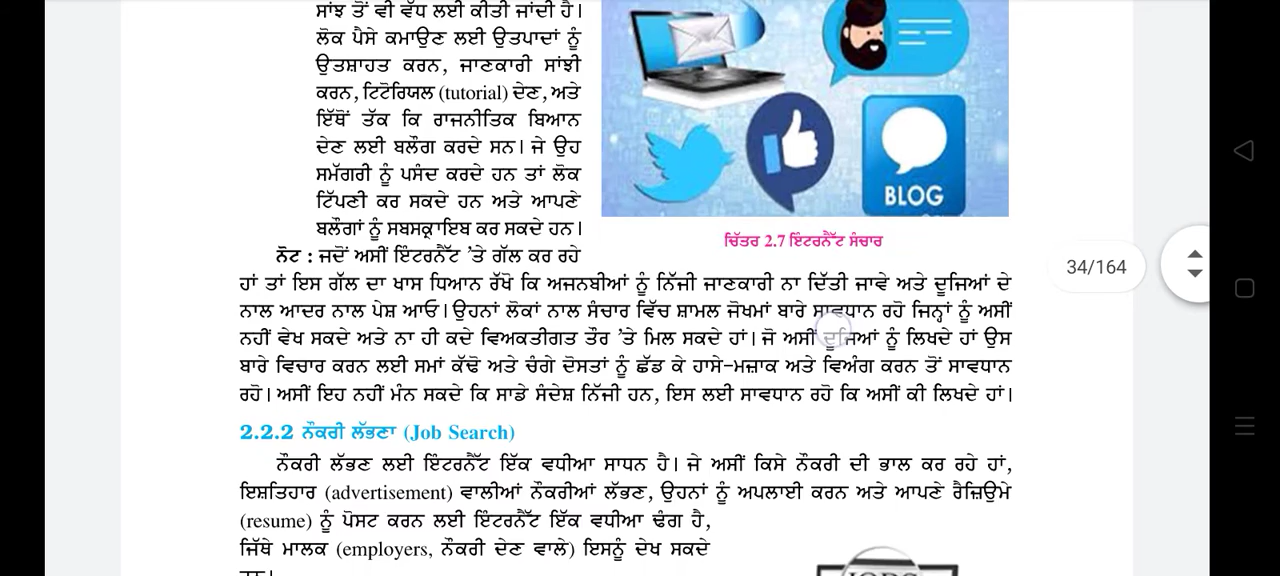 ਸਾਂਝ ਤੋਂ ਵੀ ਵੱਧ ਲਈ ਕੀਤੀ ਜਾਂਦੀ ਹੈ।
ਲੋਕ ਪੈਸੇ ਕਮਾਉਣ ਲਈ ਉਤਪਾਦਾਂ ਨੂੰ
ਉਤਸ਼ਾਹਤ ਕਰਨ, ਜਾਣਕਾਰੀ ਸਾਂਝੀ
ਕਰਨ, ਟਿਟੋਰਿਯਲ (tutorial) ਦੇਣ, ਅਤੇ
ਇੱਥੋਂ ਤੱਕ ਕਿ ਰਾਜਨੀਤਿਕ ਬਿਆਨ
ਦੇਣ ਲਈ ਬਲੌਗ ਕਰਦੇ ਸਨ। ਜੇ ਉਹ
ਸਮੱਗਰੀ ਨੂੰ ਪਸੰਦ ਕਰਦੇ ਹਨ ਤਾਂ ਲੋਕ
ਟਿੱਪਣੀ ਕਰ ਸਕਦੇ ਹਨ ਅਤੇ ਆਪਣੇ
ਬਲੌਗਾਂ ਨੂੰ ਸਬਸਕ੍ਰਾਇਬ ਕਰ ਸਕਦੇ ਹਨ।
BLOG
ਚਿੱਤਰ 2.7 ਇੰਟਰਨੈੱਟ ਸੰਚਾਰ
34/164
ਨੋਟ : ਜਦੋਂ ਅਸੀਂ ਇੰਟਰਨੈੱਟ ’ਤੇ ਗੱਲ ਕਰ ਰਹੇ
ਹਾਂ ਤਾਂ ਇਸ ਗੱਲ ਦਾ ਖਾਸ ਧਿਆਨ ਰੱਖੋ ਕਿ ਅਜਨਬੀਆਂ ਨੂੰ ਨਿੱਜੀ ਜਾਣਕਾਰੀ ਨਾ ਦਿੱਤੀ ਜਾਵੇ ਅਤੇ ਦੂਜਿਆਂ ਦੇ
ਨਾਲ ਆਦਰ ਨਾਲ ਪੇਸ਼ ਆਓ। ਉਹਨਾਂ ਲੋਕਾਂ ਨਾਲ ਸੰਚਾਰ ਵਿੱਚ ਸ਼ਾਮਲ ਜੋਖਮਾਂ ਬਾਰੇ ਸਾਵਧਾਨ ਰਹੋ ਜਿਨ੍ਹਾਂ ਨੂੰ ਅਸੀਂ
ਨਹੀਂ ਵੇਖ ਸਕਦੇ ਅਤੇ ਨਾ ਹੀ ਕਦੇ ਵਿਅਕਤੀਗਤ ਤੌਰ ’ਤੇ ਮਿਲ ਸਕਦੇ ਹਾਂ। ਜੋ ਅਸੀਂ ਦੂਜਿਆਂ ਨੂੰ ਲਿਖਦੇ ਹਾਂ ਉਸ
ਬਾਰੇ ਵਿਚਾਰ ਕਰਨ ਲਈ ਸਮਾਂ ਕੱਢੋ ਅਤੇ ਚੰਗੇ ਦੋਸਤਾਂ ਨੂੰ ਛੱਡ ਕੇ ਹਾਸੇ-ਮਜ਼ਾਕ ਅਤੇ ਵਿਅੰਗ ਕਰਨ ਤੋਂ ਸਾਵਧਾਨ
ਰਹੋ। ਅਸੀਂ ਇਹ ਨਹੀਂ ਮੰਨ ਸਕਦੇ ਕਿ ਸਾਡੇ ਸੰਦੇਸ਼ ਨਿੱਜੀ ਹਨ, ਇਸ ਲਈ ਸਾਵਧਾਨ ਰਹੋ ਕਿ ਅਸੀਂ ਕੀ ਲਿਖਦੇ ਹਾਂ।
2.2.2 ਨੌਕਰੀ ਲੱਭਣਾ (Job Search)
ਨੌਕਰੀ ਲੱਭਣ ਲਈ ਇੰਟਰਨੈੱਟ ਇੱਕ ਵਧੀਆ ਸਾਧਨ ਹੈ। ਜੇ ਅਸੀਂ ਕਿਸੇ ਨੌਕਰੀ ਦੀ ਭਾਲ ਕਰ ਰਹੇ ਹਾਂ,
ਇਸ਼ਤਿਹਾਰ (advertisement) ਵਾਲੀਆਂ ਨੌਕਰੀਆਂ ਲੱਭਣ, ਉਹਨਾਂ ਨੂੰ ਅਪਲਾਈ ਕਰਨ ਅਤੇ ਆਪਣੇ ਰੈਜ਼ਿਉਮੇ
(resume) ਨੂੰ ਪੋਸਟ ਕਰਨ ਲਈ ਇੰਟਰਨੈੱਟ ਇੱਕ ਵਧੀਆ ਢੰਗ ਹੈ,
ਜਿੱਥੇ ਮਾਲਕ (employers, ਨੌਕਰੀ ਦੇਣ ਵਾਲੇ) ਇਸਨੂੰ ਦੇਖ ਸਕਦੇ